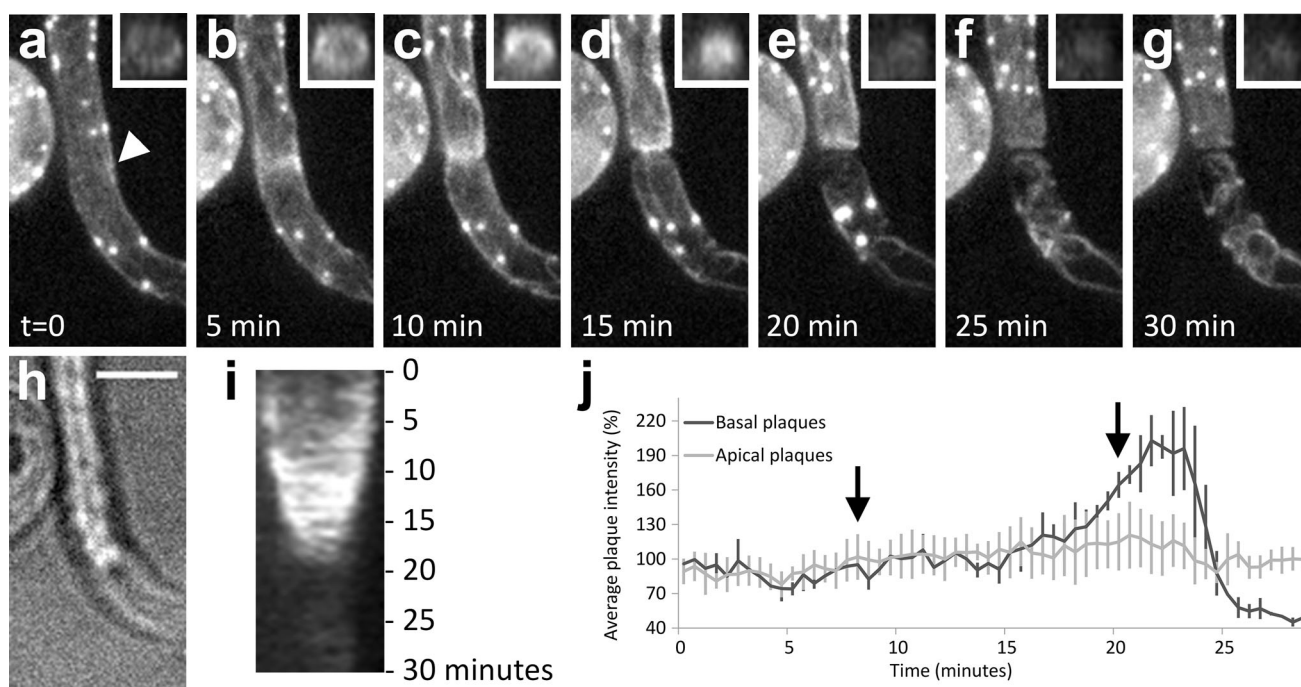 a b c d e f g
t=0 5 min 10 min 15 min 20 min 25 min 30 min
h
i
0
5
10
15
20
25
30 minutes
j
Average plaque intensity (%)
220
190
160
130
100
70
40
Basal plaques
Apical plaques
0 5 10 15 20 25
Time (minutes)